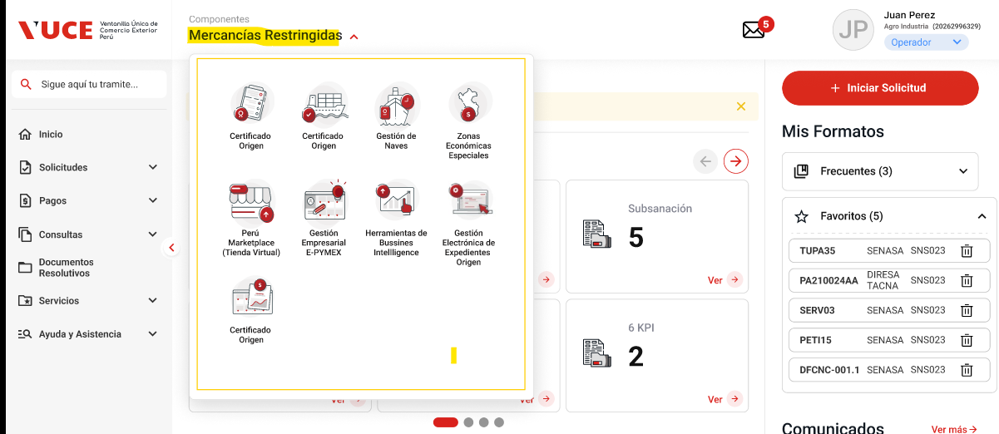 VUCE
Ventanilla Única de
Comercio Exterior
Perú
Componentes
Mercancías Restringidas
5
JP
Juan Perez
Agro Industria (20262996329)
Operador
Sigue aquí tu tramite...
Inicio
Solicitudes
Pagos
Consultas
Documentos
Resolutivos
Servicios
Ayuda y Asistencia
Certificado
Origen
Certificado
Origen
Gestión de
Naves
Zonas
Económicas
Especiales
Perú
Marketplace
(Tienda Virtual)
Gestión
Empresarial
E-PYMEX
Herramientas de
Bussines
Intellligence
Gestión
Electrónica de
Expedientes
Origen
Certificado
Origen
Subsanación
5
Ver
6 KPI
2
Ver
Ver
Ver
Iniciar Solicitud
Mis Formatos
Frecuentes (3)
Favoritos (5)
TUPA35 SENASA SNS023
PA210024AA DIRESA TACNA SNS023
SERV03 SENASA SNS023
PETI15 SENASA SNS023
DFCNC-001.1 SENASA SNS023
Comunicados
Ver más